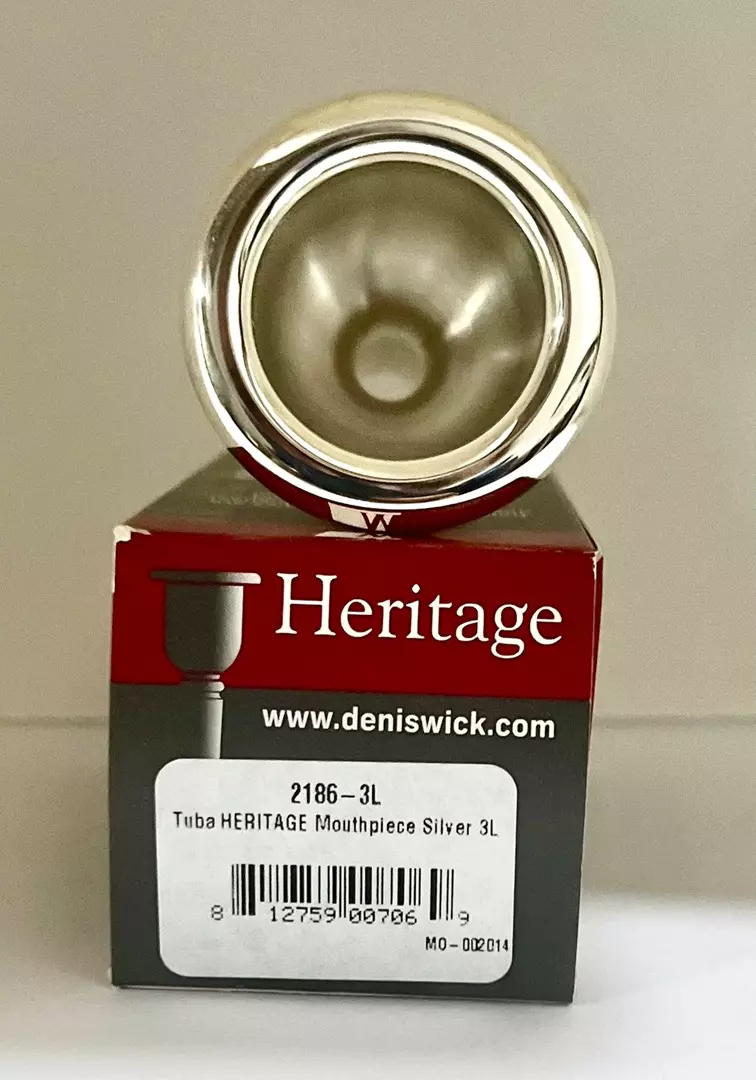 W
Heritage
www.deniswick.com
2186-3L
Tuba HERITAGE Mouthpiece Silver 3L
8 12759 00706 9
MO-002014